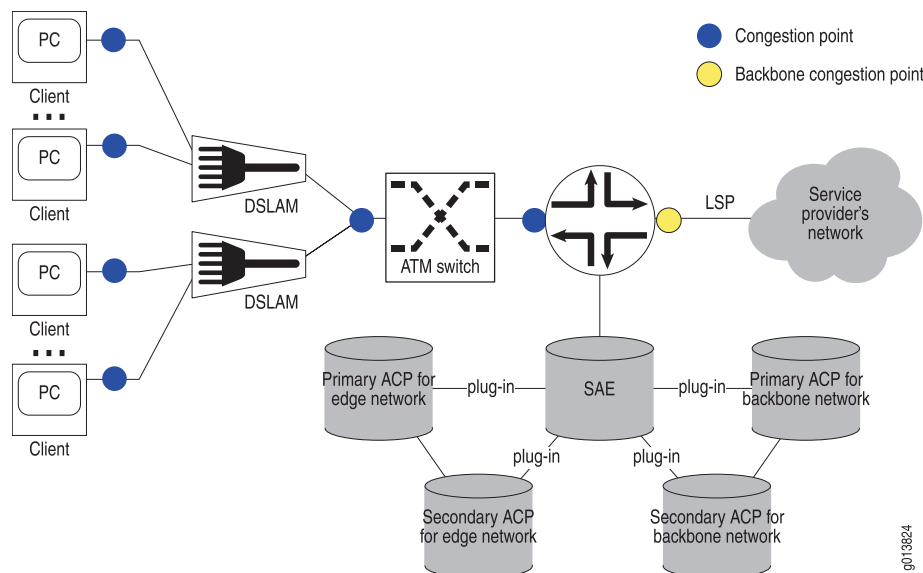 PC
Client
...
PC
Client
PC
Client
...
PC
Client
DSLAM
DSLAM
ATM switch
Congestion point
Backbone congestion point
LSP
Service
provider's
network
Primary ACP for
edge network
plug-in
SAE
plug-in
Primary ACP for
backbone network
plug-in
plug-in
Secondary ACP
for edge network
Secondary ACP for
backbone network
g013824